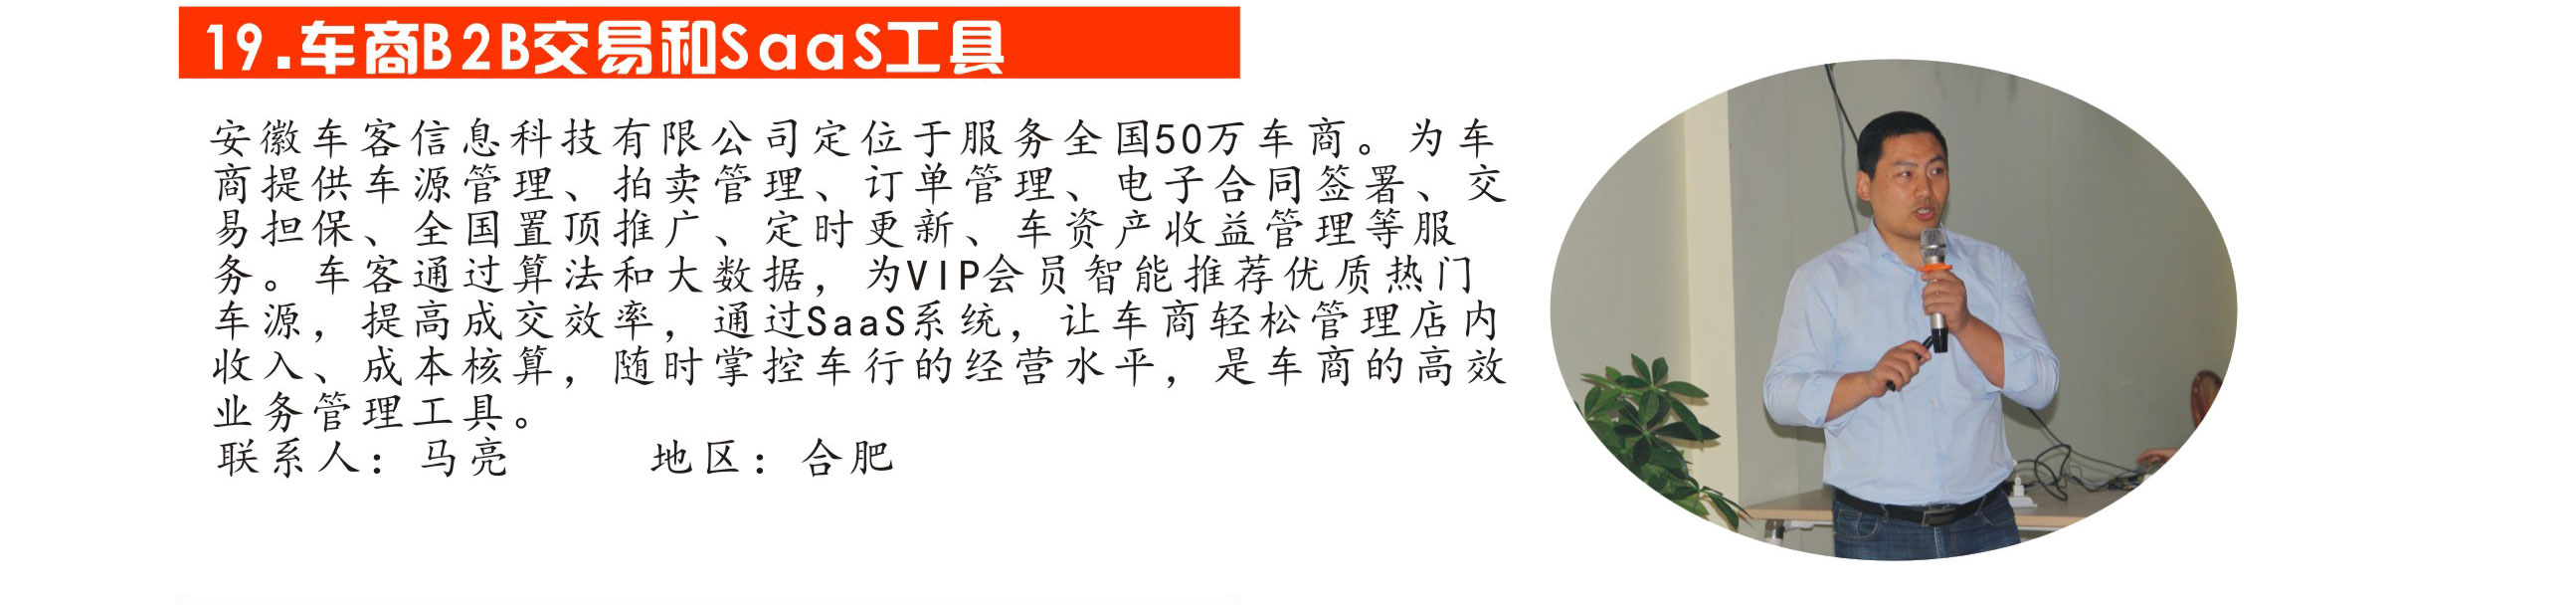 19.车商B2B交易和SaaS工具
安徽车客信息科技有限公司定位于服务全国50万车商。为车
商提供车源管理、拍卖管理、订单管理、电子合同签署、交
易担保、全国置顶推广、定时更新、车资产收益管理等服
务。车客通过算法和大数据，为VIP会员智能推荐优质热门
车源，提高成交效率，通过SaaS系统，让车商轻松管理店内
收入、成本核算，随时掌控车行的经营水平，是车商的高效
业务管理工具。
联系人：马亮 地区：合肥